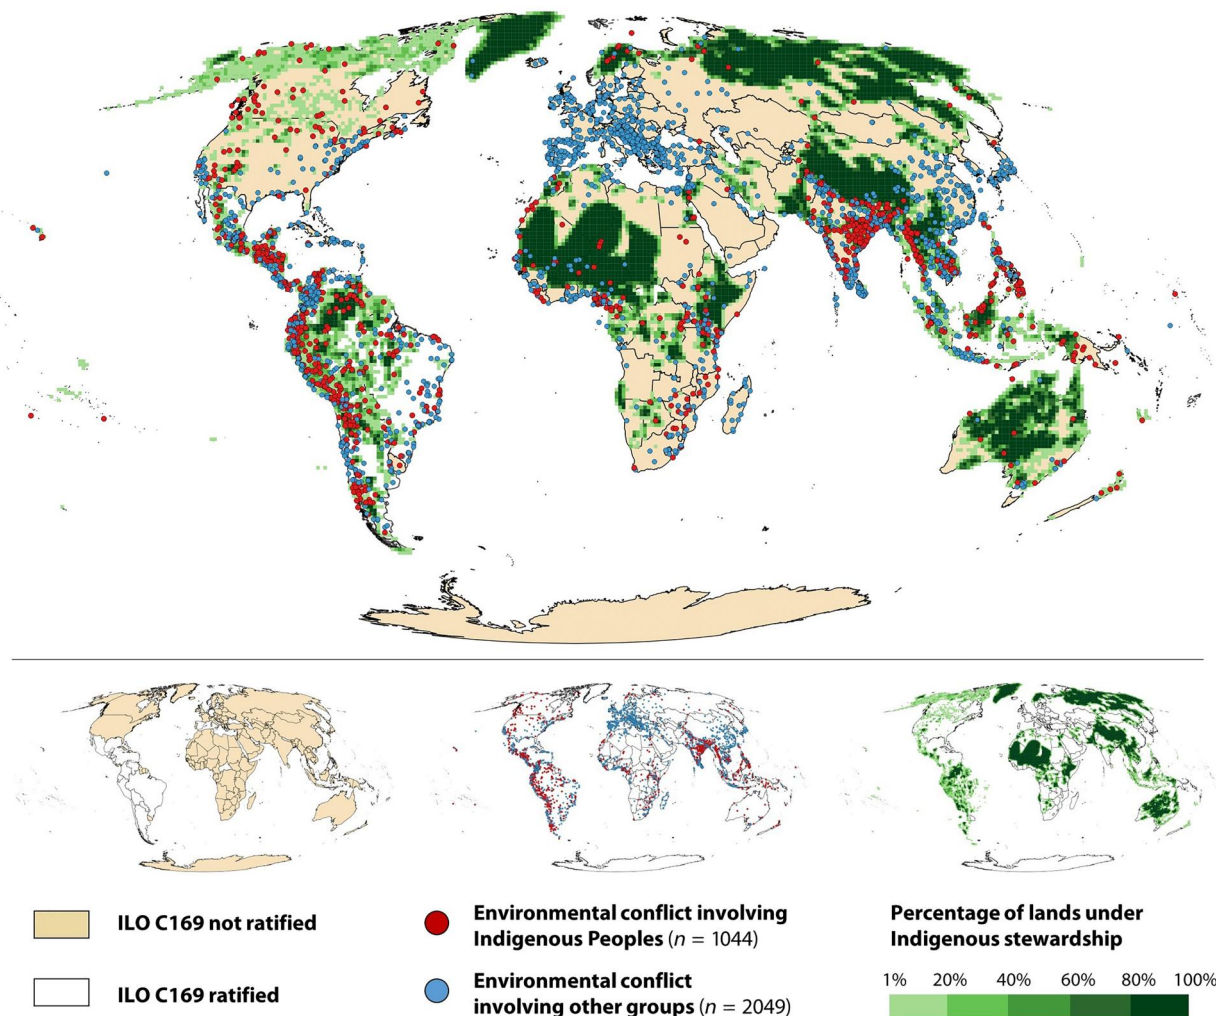 ILO C169 not ratified
ILO C169 ratified
Environmental conflict involving
Indigenous Peoples (n = 1044)
Environmental conflict
involving other groups (n = 2049)
Percentage of lands under
Indigenous stewardship
1% 20% 40% 60% 80% 100%